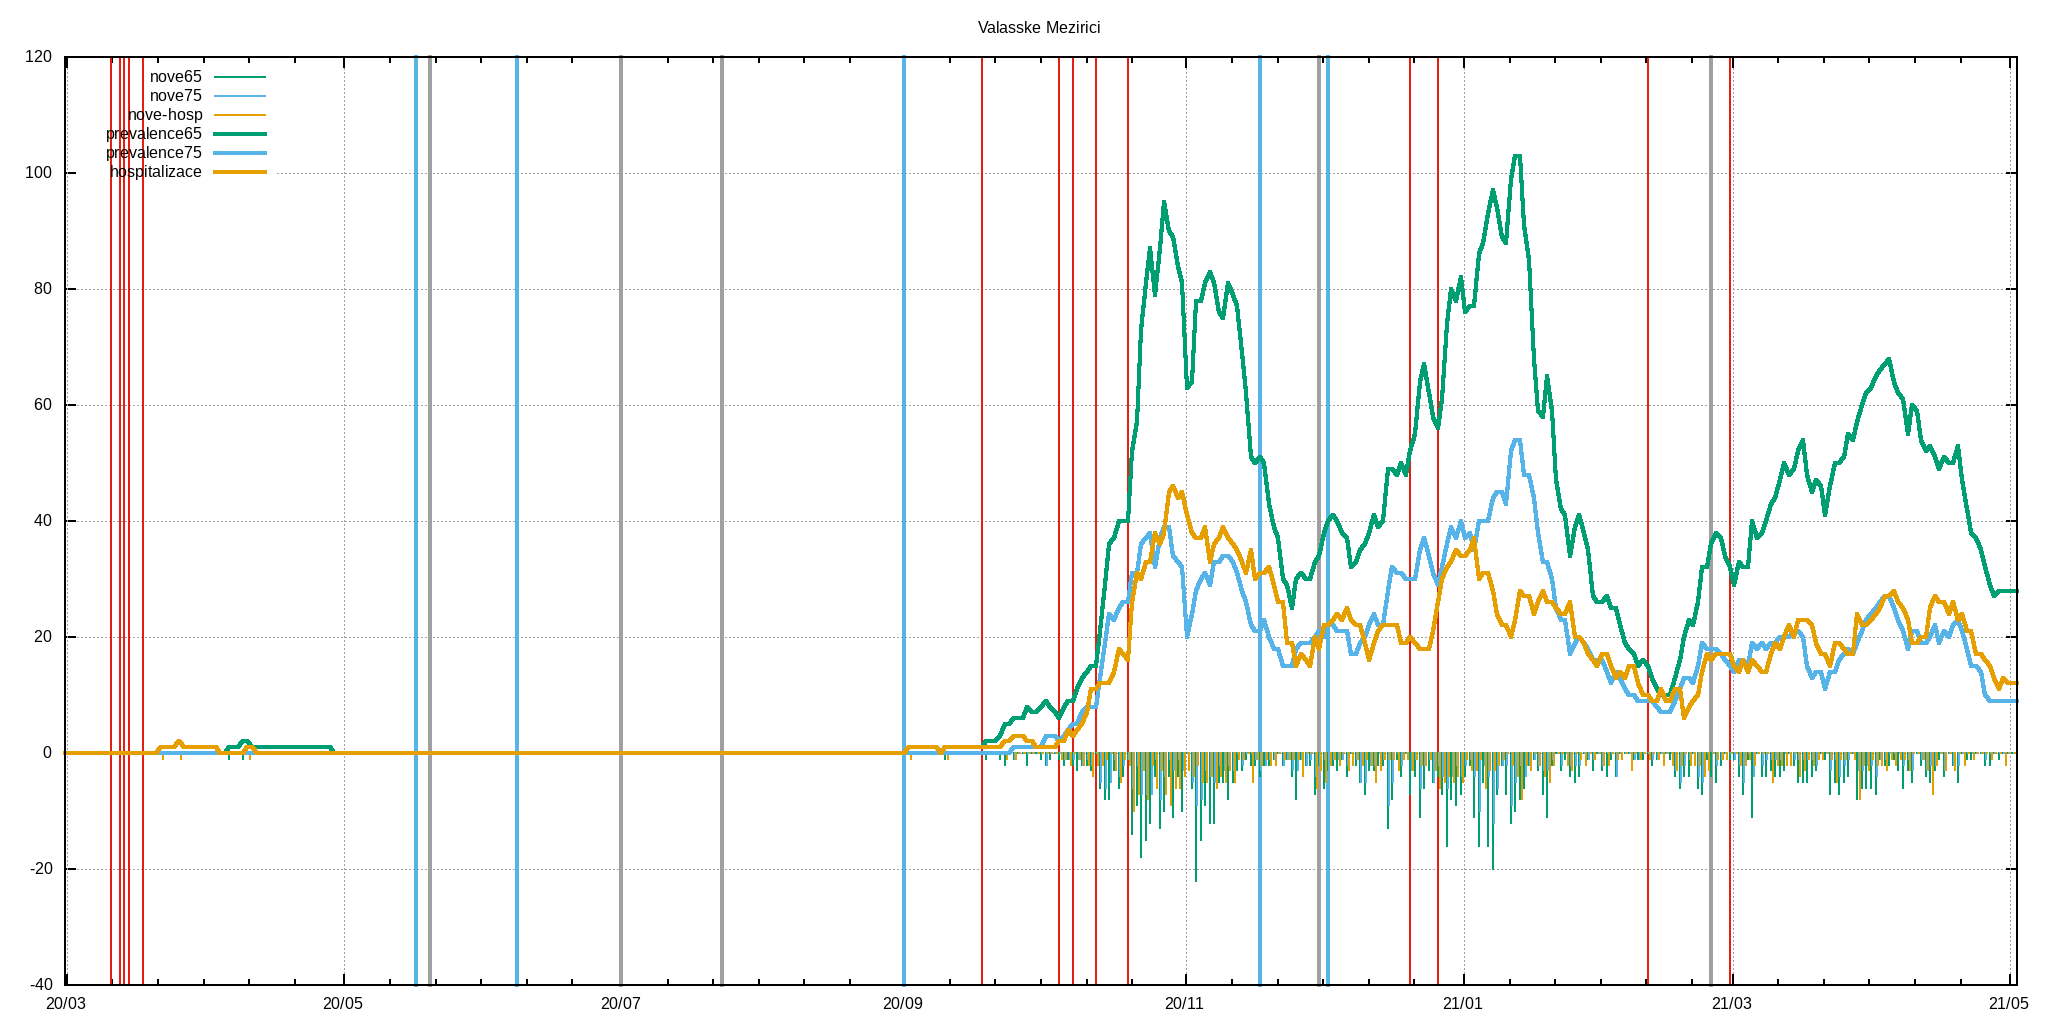 Valasske Mezirici
120
100
80
60
40
20
0
-20
-40
nove65
nove75
nove-hosp
prevalence65
prevalence75
hospitalizace
20/03 20/05 20/07 20/09 20/11 21/01 21/03 21/05